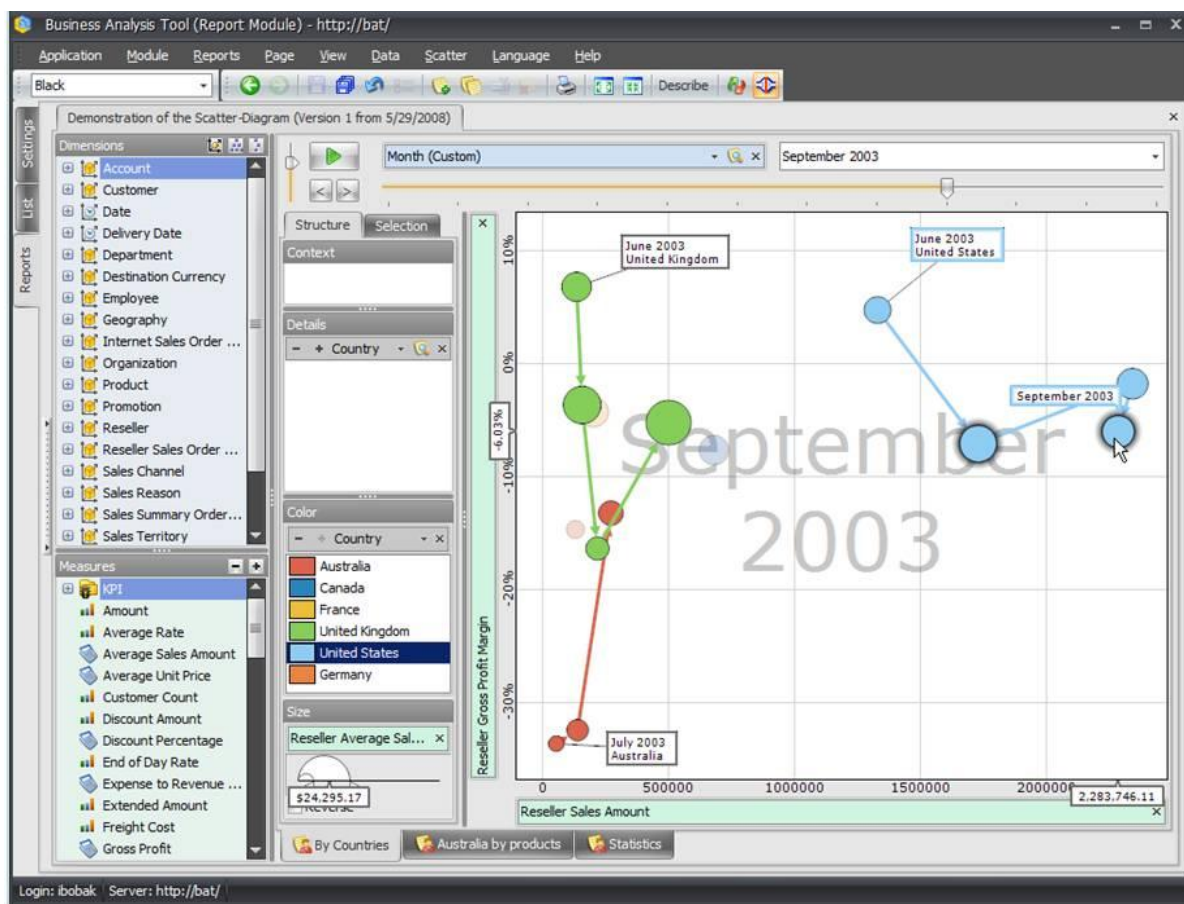 Business Analysis Tool (Report Module) - http://bat/
Application Module Reports Page View Data Scatter Language Help
Black
Describe
Demonstration of the Scatter-Diagram (Version 1 from 5/29/2008)
Settings
List
Reports
Dimensions
Account
Customer
Date
Delivery Date
Department
Destination Currency
Employee
Geography
Internet Sales Order ...
Organization
Product
Promotion
Reseller
Reseller Sales Order ...
Sales Channel
Sales Reason
Sales Summary Order...
Sales Territory
Measures
KPI
Amount
Average Rate
Average Sales Amount
Average Unit Price
Customer Count
Discount Amount
Discount Percentage
End of Day Rate
Expense to Revenue ...
Extended Amount
Freight Cost
Gross Profit
Month (Custom)
September 2003
Structure
Selection
Context
Details
Country
Color
Country
Australia
Canada
France
United Kingdom
United States
Germany
Size
Reseller Average Sal...
$24,295.17
Reverse
Reseller Gross Profit Margin
10%
0%
-6.03%
-10%
-20%
-30%
June 2003
United Kingdom
June 2003
United States
September 2003
September
2003
July 2003
Australia
0
500000
1000000
1500000
2,283,746.11
Reseller Sales Amount
By Countries
Australia by products
Statistics
Login: ibobak Server: http://bat/